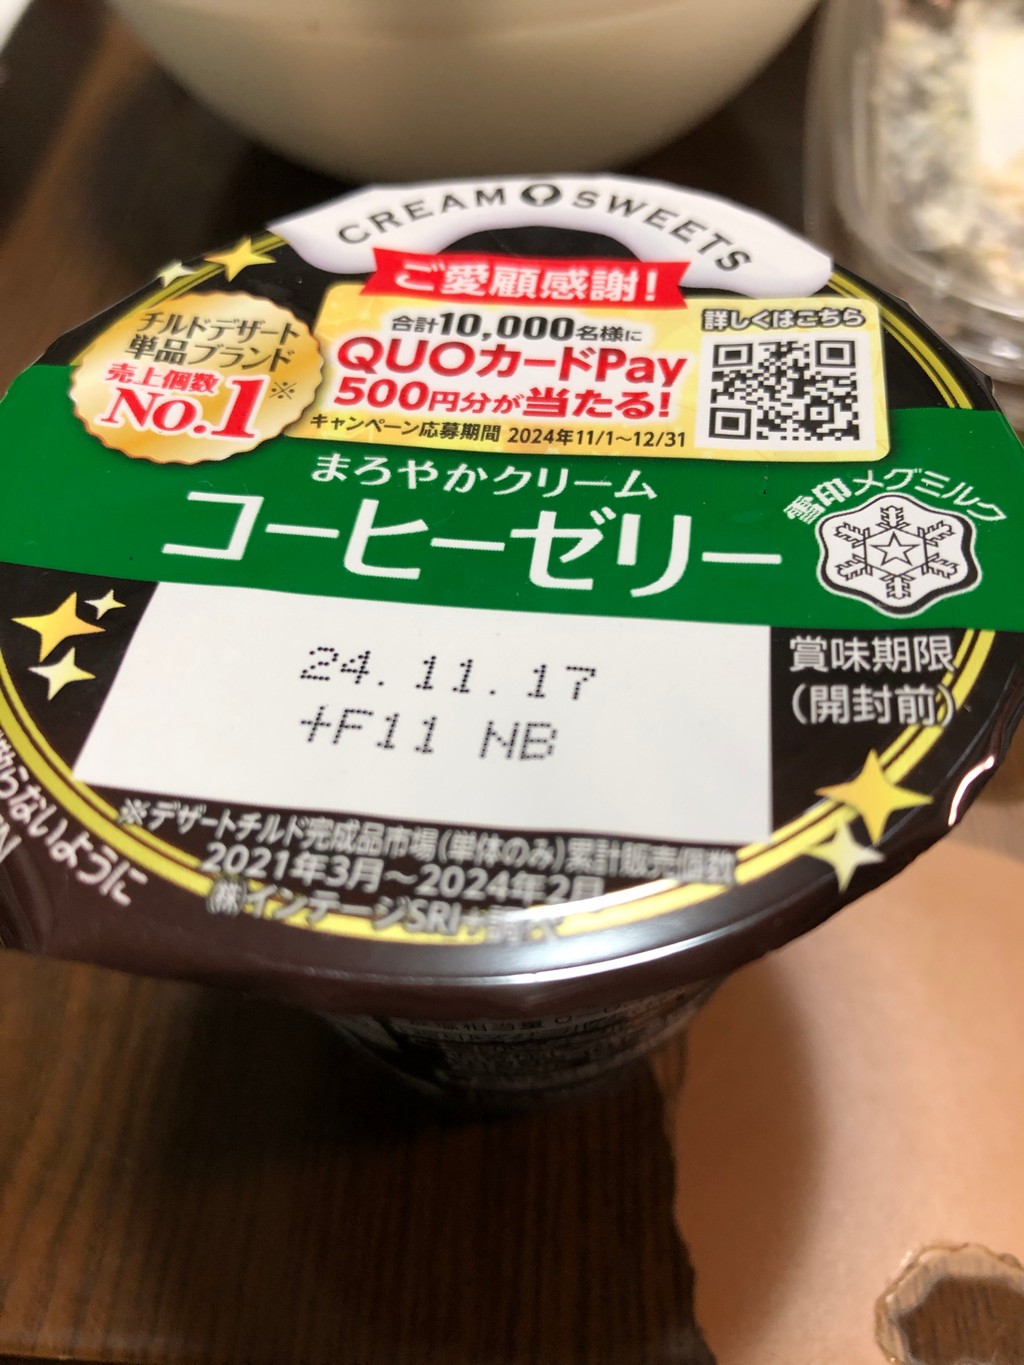 CREAM SWEETS
ご愛顧感謝!
合計10,000名様に
QUOカードPay
500円分が当たる!
キャンペーン応募期間 2024年11/1~12/31
詳しくはこちら
チルドデザート
単品ブランド
売上個数
No.1※
まろやかクリーム
コーヒーゼリー
雪印メグミルク
24.11.17
+F11 NB
賞味期限
(開封前)
※デザートチルド完成品市場(単体のみ)累計販売個数
2021年3月~2024年2月
㈱インテージSRI+調べ
らないように